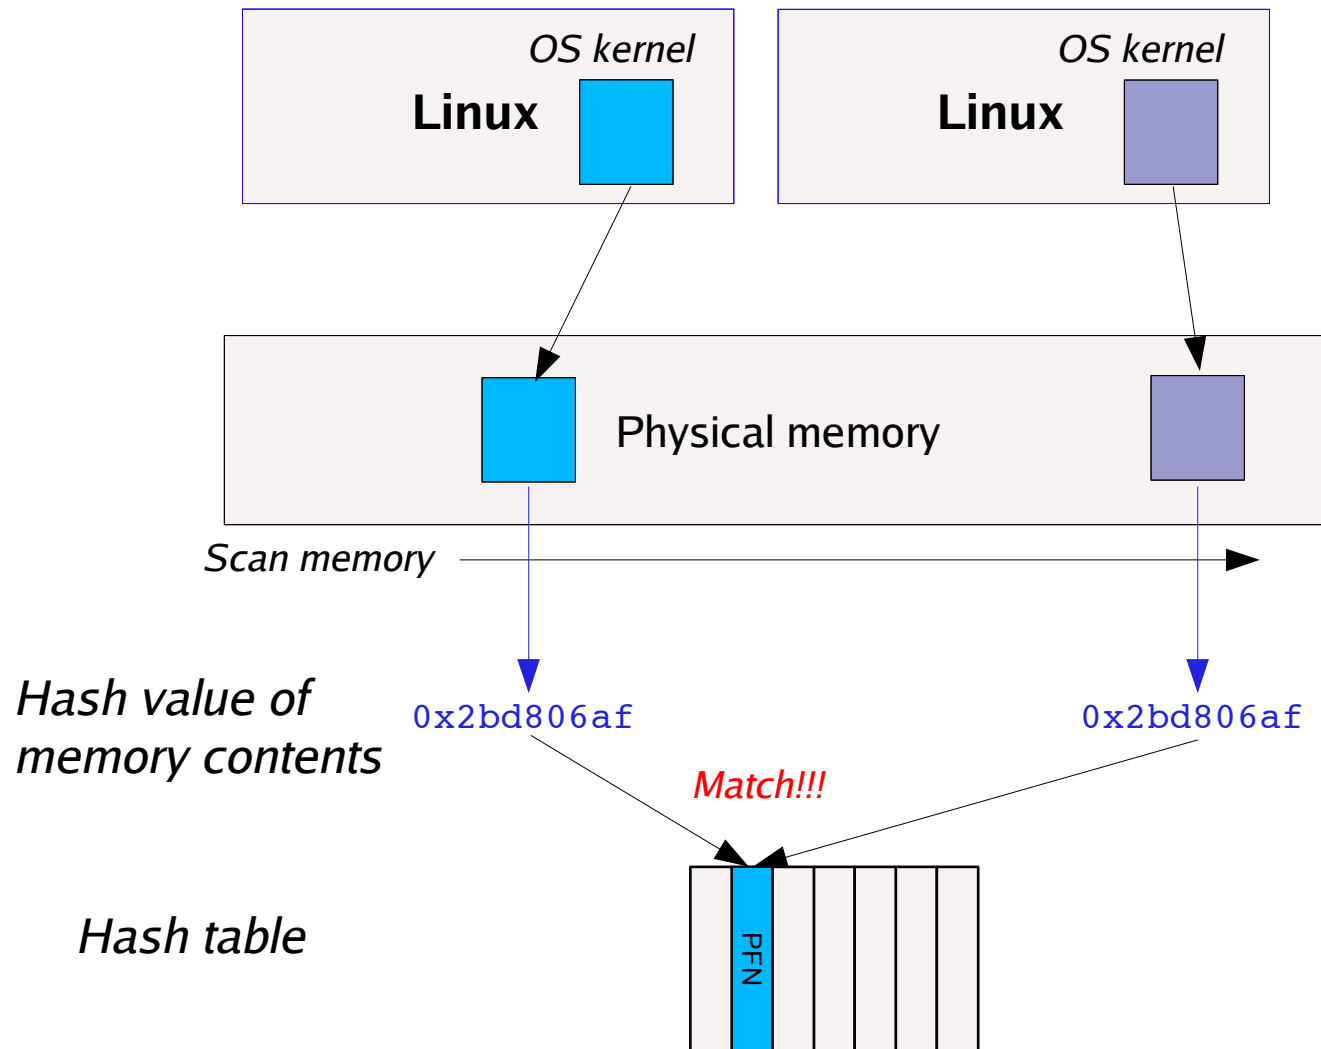 OS kernel
Linux
OS kernel
Linux
Physical memory
Scan memory
Hash value of
memory contents
0x2bd806af
0x2bd806af
Match!!!
Hash table
PFN